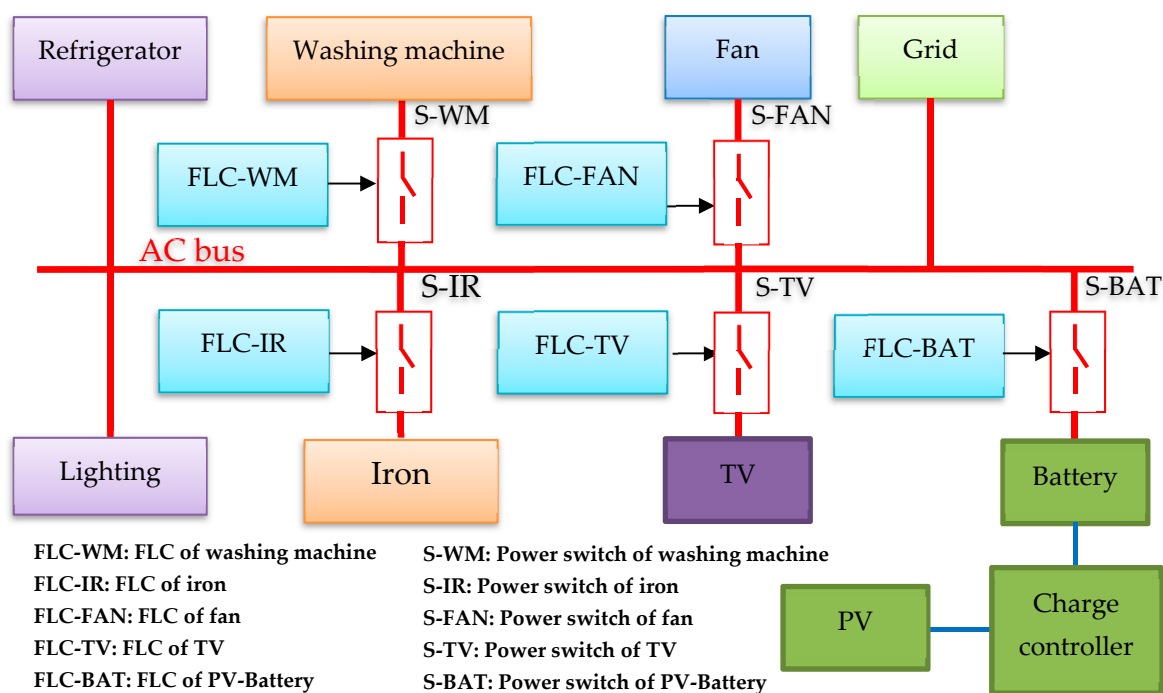 Refrigerator
Washing machine
Fan
Grid
S-WM
S-FAN
FLC-WM
FLC-FAN
AC bus
S-IR
S-TV
S-BAT
FLC-IR
FLC-TV
FLC-BAT
Lighting
Iron
TV
Battery
FLC-WM: FLC of washing machine
FLC-IR: FLC of iron
FLC-FAN: FLC of fan
FLC-TV: FLC of TV
FLC-BAT: FLC of PV-Battery
S-WM: Power switch of washing machine
S-IR: Power switch of iron
S-FAN: Power switch of fan
S-TV: Power switch of TV
S-BAT: Power switch of PV-Battery
PV
Charge
controller